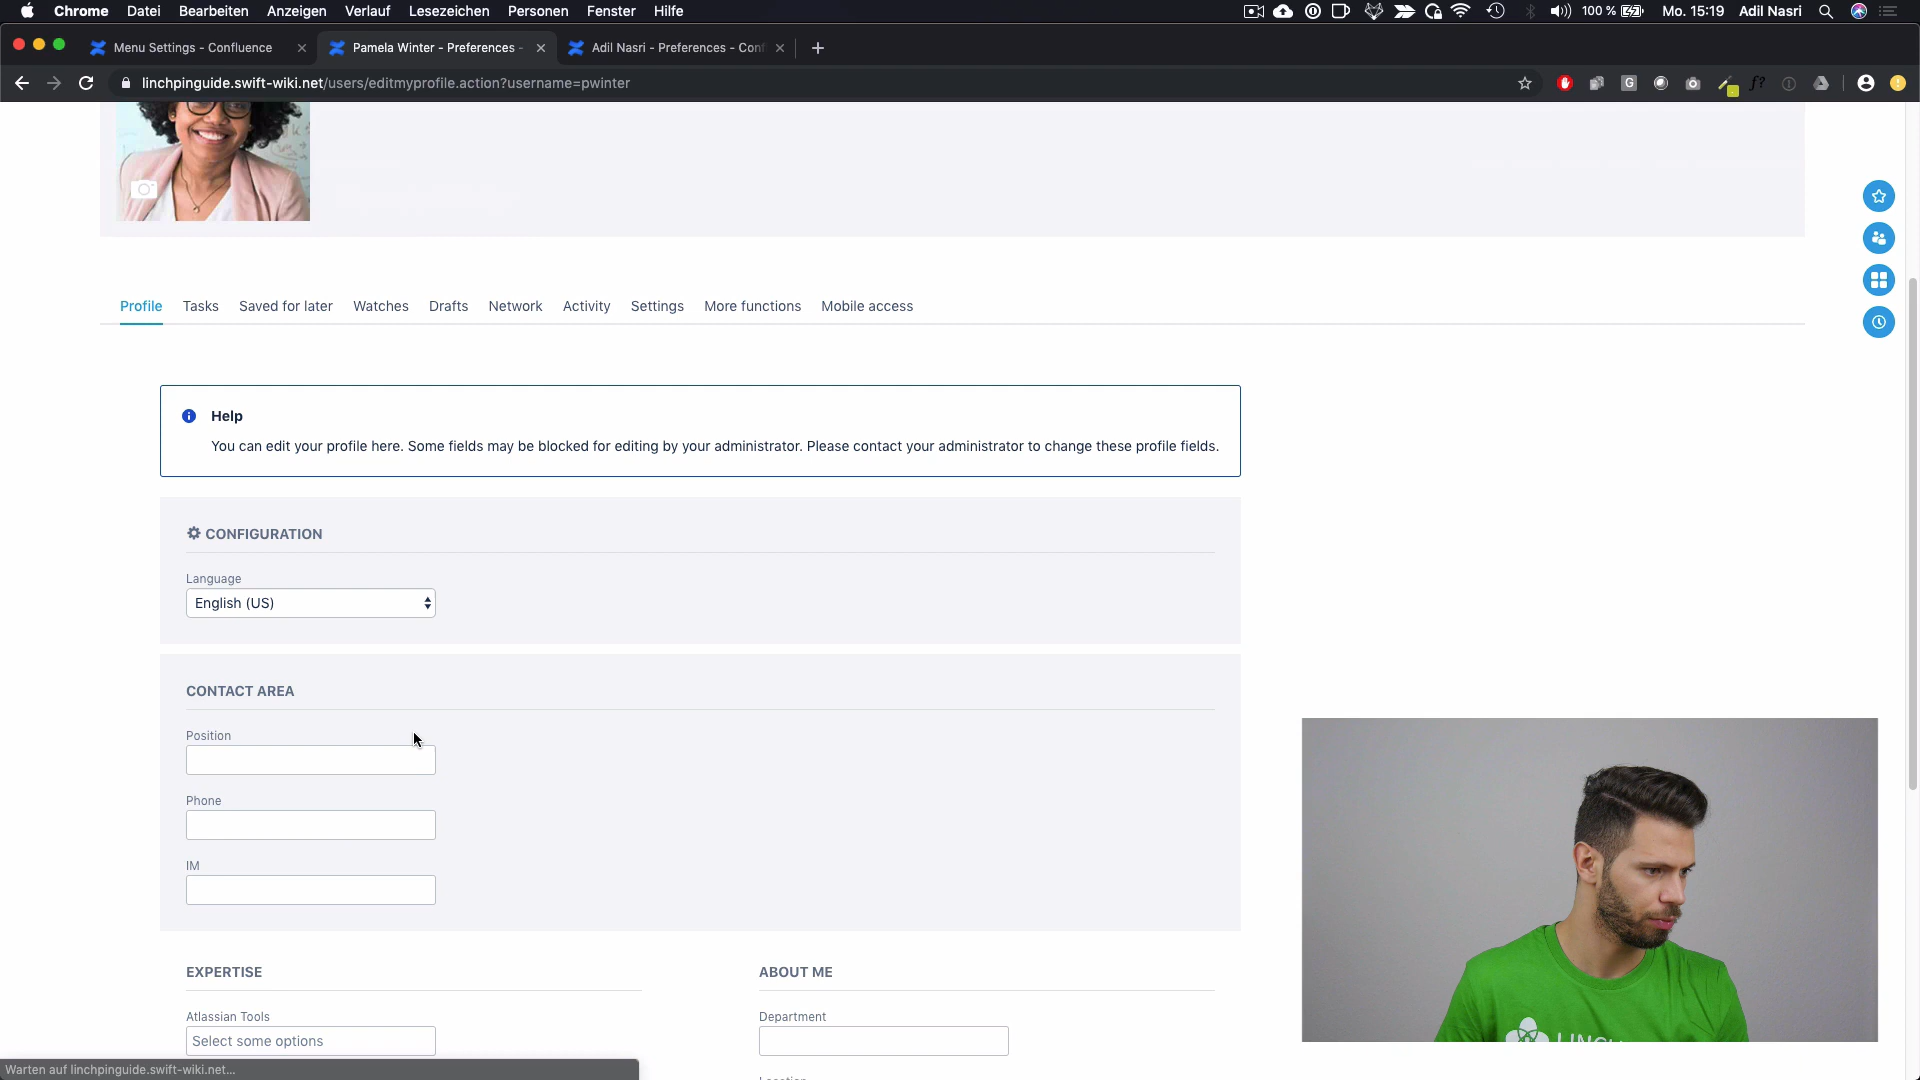 Chrome Datei Bearbeiten Anzeigen Verlauf Lesezeichen Personen Fenster Hilfe 100 % Mo. 15:19 Adil Nasri
Menu Settings - Confluence Pamela Winter - Preferences - Adil Nasri - Preferences - Conf
linchpinguide.swift-wiki.net/users/editmyprofile.action?username=pwinter
Profile Tasks Saved for later Watches Drafts Network Activity Settings More functions Mobile access
Help
You can edit your profile here. Some fields may be blocked for editing by your administrator. Please contact your administrator to change these profile fields.
CONFIGURATION
Language
English (US)
CONTACT AREA
Position
Phone
IM
EXPERTISE
ABOUT ME
Atlassian Tools
Select some options
Department
Warten auf linchpinguide.swift-wiki.net...